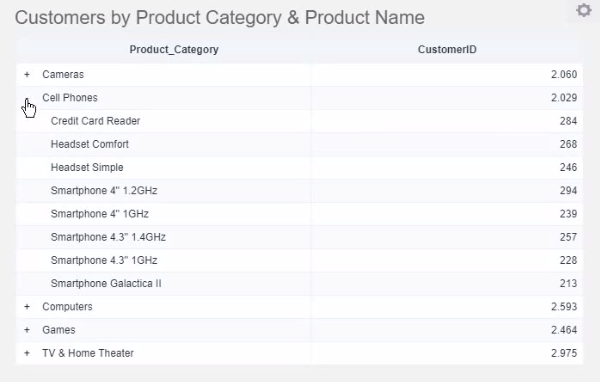 Customers by Product Category & Product Name
Product_Category CustomerID
+ Cameras 2.060
Cell Phones 2.029
Credit Card Reader 284
Headset Comfort 268
Headset Simple 246
Smartphone 4" 1.2GHz 294
Smartphone 4" 1GHz 239
Smartphone 4.3" 1.4GHz 257
Smartphone 4.3" 1GHz 228
Smartphone Galactica II 213
+ Computers 2.593
+ Games 2.464
+ TV & Home Theater 2.975